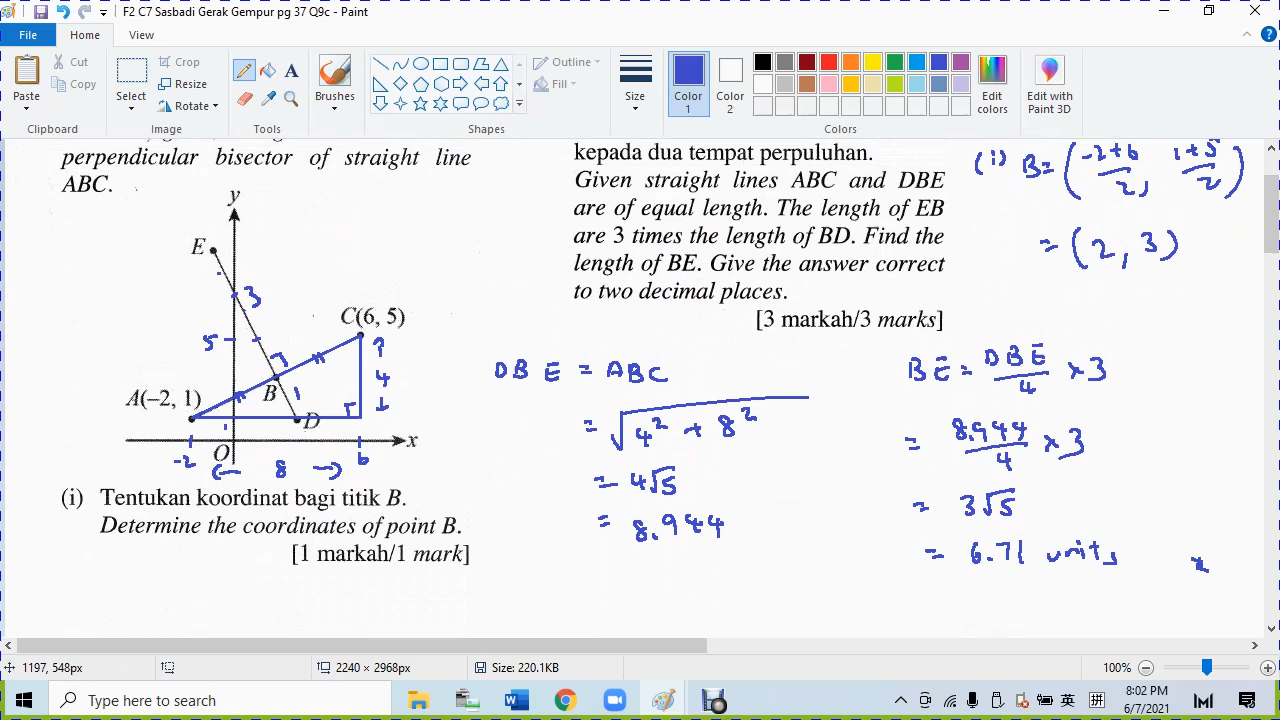 F2 C7 Sasbadi Gerak Gempur pg 37 Q9c - Paint
File
Home
View
Paste
Cut
Copy
Clipboard
Select
Crop
Resize
Rotate
Image
A
Tools
Brushes
Outline
Fill
Shapes
Size
Color 1
Color 2
Edit colors
Colors
Edit with Paint 3D
perpendicular bisector of straight line
ABC.
y
E
3
C(6, 5)
5
4
A(−2, 1)
B
1
D
O
x
-2
8
6
(i) Tentukan koordinat bagi titik B.
Determine the coordinates of point B.
[1 markah/1 mark]
kepada dua tempat perpuluhan.
Given straight lines ABC and DBE
are of equal length. The length of EB
are 3 times the length of BD. Find the
length of BE. Give the answer correct
to two decimal places.
[3 markah/3 marks]
DBE = ABC
= √4² + 8²
= 4√5
= 8.944
(i) B = (-2+6/2, 1+5/2)
= (2, 3)
BE = DBE/4 × 3
= 8.944/4 × 3
= 3√5
= 6.71 units
1197, 548px
2240 × 2968px
Size: 220.1KB
100%
Type here to search
英
拼
8:02 PM
6/7/2021